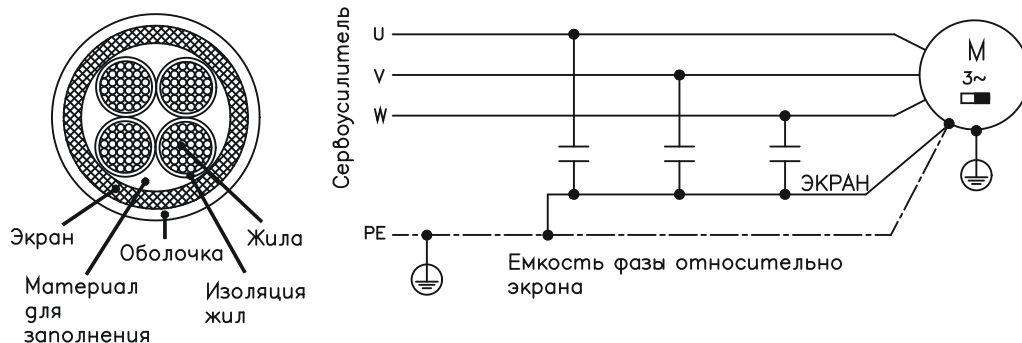 Экран
Оболочка
Жила
Материал
для
заполнения
Изоляция
жил
Сервоусилитель
U
V
W
PE
ЭКРАН
M
3~
Емкость фазы относительно
экрана